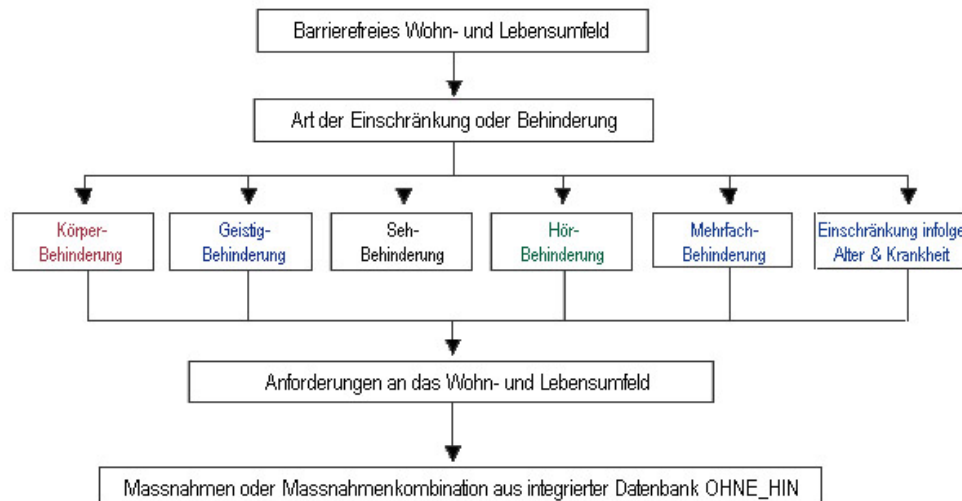 Barrierefreies Wohn- und Lebensumfeld
Art der Einschränkung oder Behinderung
Körper-
Behinderung
Geistig-
Behinderung
Seh-
Behinderung
Hör-
Behinderung
Mehrfach-
Behinderung
Einschränkung infolge
Alter & Krankheit
Anforderungen an das Wohn- und Lebensumfeld
Massnahmen oder Massnahmenkombination aus integrierter Datenbank OHNE_HIN